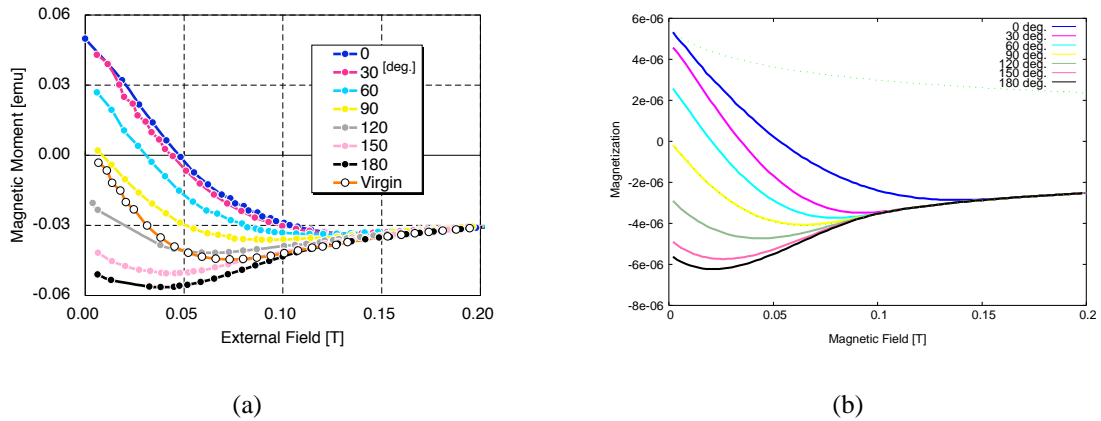 0.06
0.03
0.00
-0.03
-0.06
Magnetic Moment [emu]
0
30 [deg.]
60
90
120
150
180
Virgin
0.00 0.05 0.10 0.15 0.20
External Field [T]
(a)
6e-06
4e-06
2e-06
0
-2e-06
-4e-06
-6e-06
-8e-06
Magnetization
0 deg.
30 deg.
60 deg.
90 deg.
120 deg.
150 deg.
180 deg.
0 0.05 0.1 0.15 0.2
Magnetic Field [T]
(b)